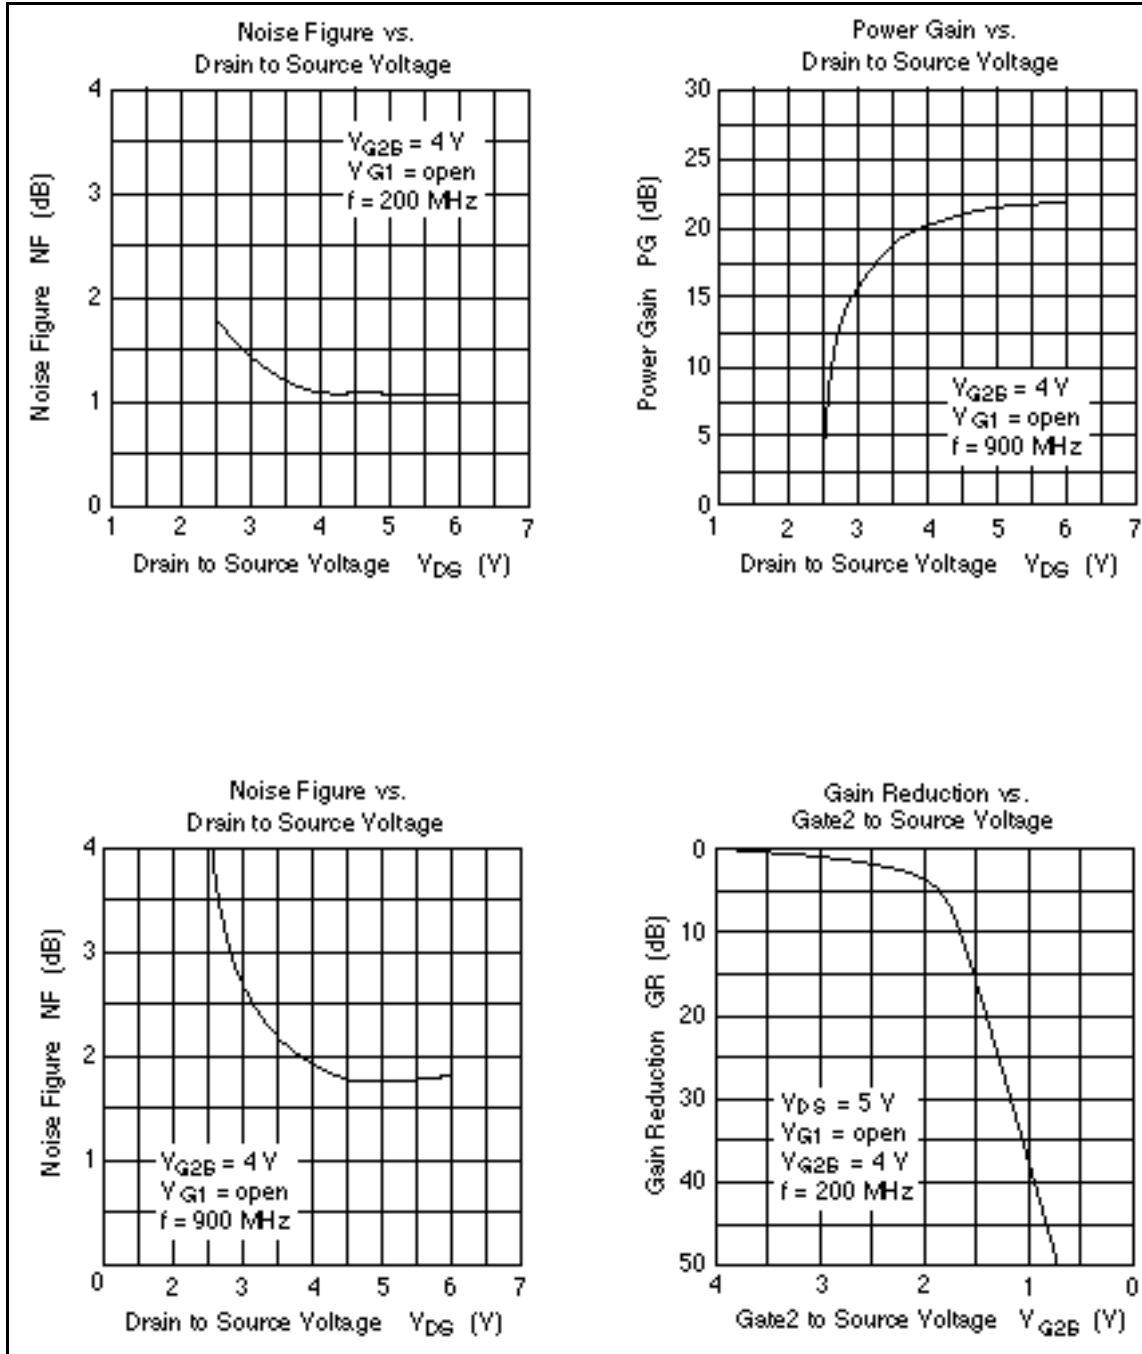 Noise Figure vs.
Drain to Source Voltage
4
3
2
1
0
Noise Figure NF (dB)
VG2S = 4 V
VG1 = open
f = 200 MHz
1 2 3 4 5 6 7
Drain to Source Voltage VDS (V)
Power Gain vs.
Drain to Source Voltage
30
25
20
15
10
5
0
Power Gain PG (dB)
VG2S = 4 V
VG1 = open
f = 900 MHz
1 2 3 4 5 6 7
Drain to Source Voltage VDS (V)
Noise Figure vs.
Drain to Source Voltage
4
3
2
1
Noise Figure NF (dB)
VG2S = 4 V
VG1 = open
f = 900 MHz
0 2 3 4 5 6 7
Drain to Source Voltage VDS (V)
Gain Reduction vs.
Gate2 to Source Voltage
0
10
20
30
40
50
Gain Reduction GR (dB)
VDS = 5 V
VG1 = open
VG2S = 4 V
f = 200 MHz
4 3 2 1 0
Gate2 to Source Voltage VG2S (V)